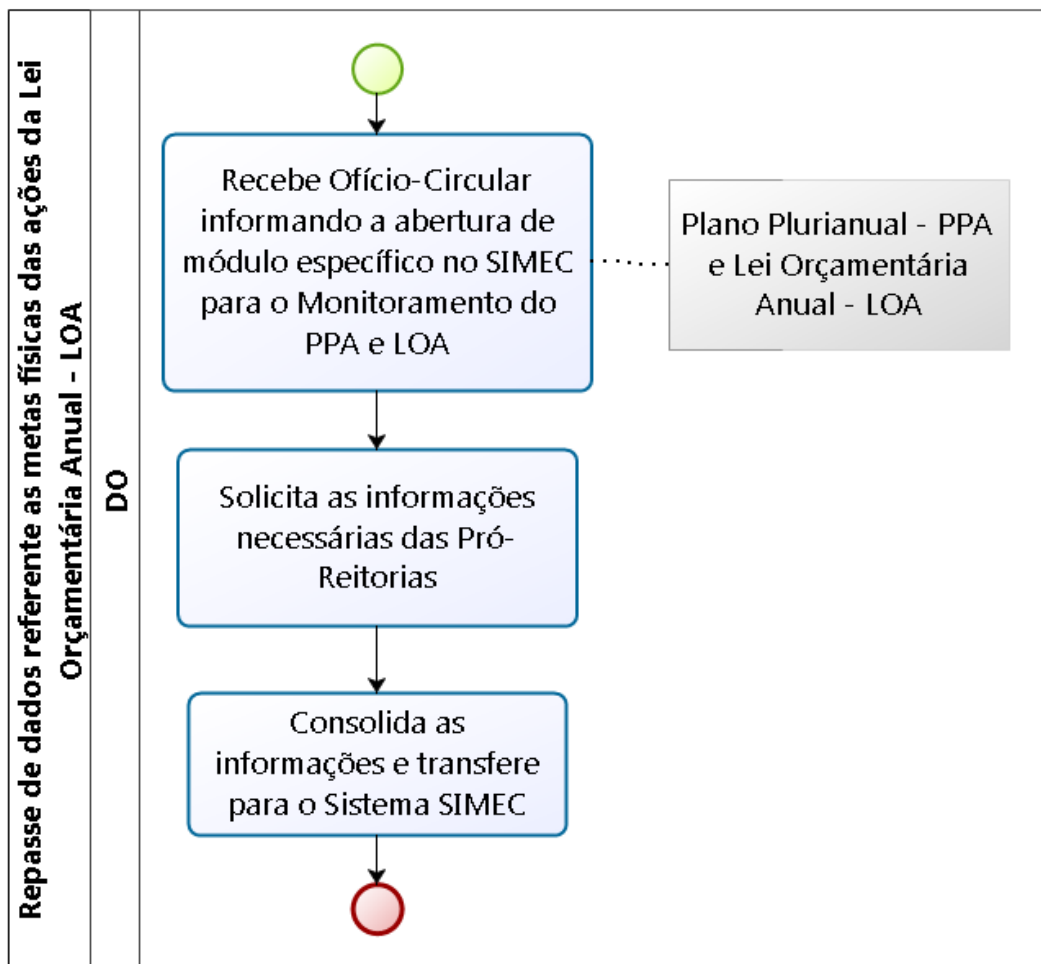 Repasse de dados referente as metas físicas das ações da Lei
Orçamentária Anual - LOA
DO
Recebe Ofício-Circular
informando a abertura de
módulo específico no SIMEC
para o Monitoramento do
PPA e LOA
Plano Plurianual - PPA
e Lei Orçamentária
Anual - LOA
Solicita as informações
necessárias das Pró-
Reitorias
Consolida as
informações e transfere
para o Sistema SIMEC